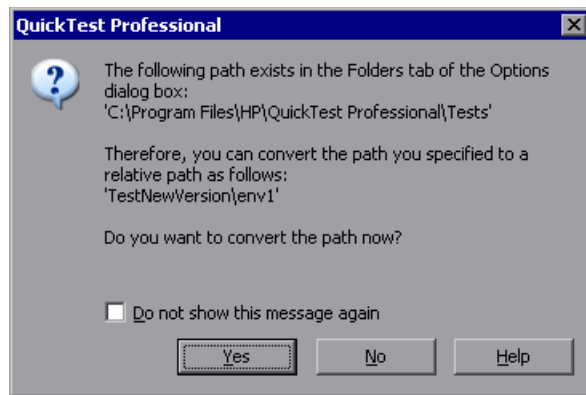 QuickTest Professional
The following path exists in the Folders tab of the Options
dialog box:
'C:\Program Files\HP\QuickTest Professional\Tests'
Therefore, you can convert the path you specified to a
relative path as follows:
'TestNewVersion\env1'
Do you want to convert the path now?
Do not show this message again
Yes
No
Help